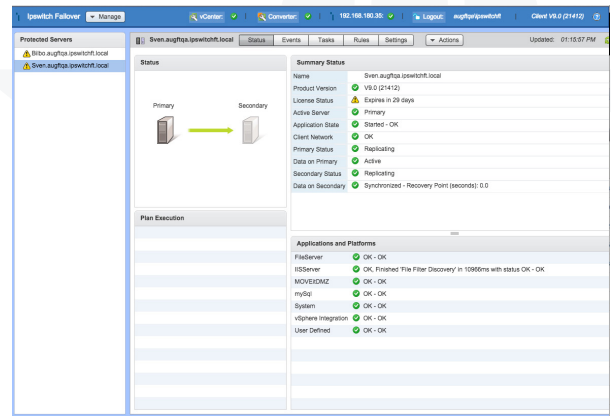 Ipswitch Failover Manage vCenter: Converter: 192.168.180.35: Logout: augftqa\ipswitchft Client V9.0 (21412)
Protected Servers
Bilbo.augftqa.ipswitchft.local
Sven.augftqa.ipswitchft.local
Sven.augftqa.ipswitchft.local Status Events Tasks Rules Settings Actions Updated: 01:15:57 PM
Status
Primary Secondary
Plan Execution
Summary Status
Name Sven.augftqa.ipswitchft.local
Product Version V9.0 (21412)
License Status Expires in 29 days
Active Server Primary
Application State Started - OK
Client Network OK
Primary Status Replicating
Data on Primary Active
Secondary Status Replicating
Data on Secondary Synchronized - Recovery Point (seconds): 0.0
Applications and Platforms
FileServer OK - OK
IISServer OK, Finished 'File Filter Discovery' in 10966ms with status OK - OK
MOVEitDMZ OK - OK
mySql OK - OK
System OK - OK
vSphere Integration OK - OK
User Defined OK - OK